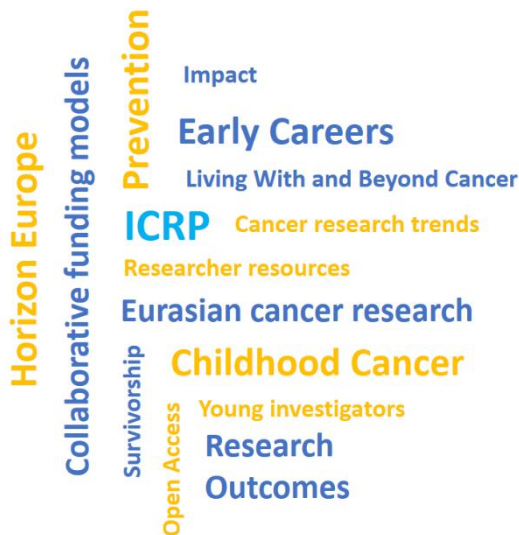 Horizon Europe
Collaborative funding models
Prevention
Impact
Early Careers
Living With and Beyond Cancer
ICRP
Cancer research trends
Researcher resources
Eurasian cancer research
Survivorship
Childhood Cancer
Open Access
Young investigators
Research
Outcomes